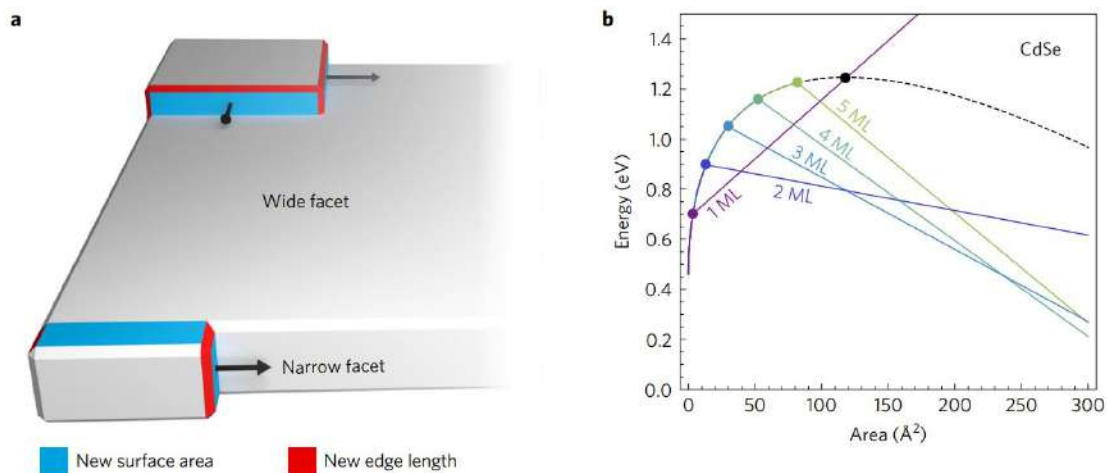 a
Wide facet
Narrow facet
New surface area
New edge length
b
CdSe
1.4
1.2
1.0
0.8
0.6
0.4
0.2
0.0
Energy (eV)
1 ML
2 ML
3 ML
4 ML
5 ML
0 50 100 150 200 250 300
Area (Å²)